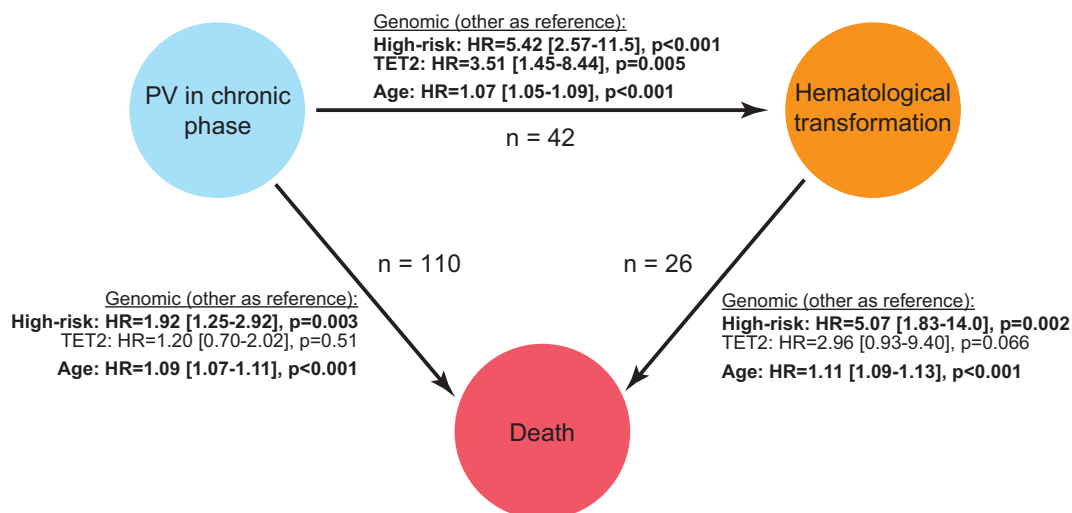 Genomic (other as reference):
High-risk: HR=5.42 [2.57-11.5], p<0.001
TET2: HR=3.51 [1.45-8.44], p=0.005
Age: HR=1.07 [1.05-1.09], p<0.001
PV in chronic
phase
Hematological
transformation
n = 42
n = 110
n = 26
Genomic (other as reference):
High-risk: HR=1.92 [1.25-2.92], p=0.003
TET2: HR=1.20 [0.70-2.02], p=0.51
Age: HR=1.09 [1.07-1.11], p<0.001
Genomic (other as reference):
High-risk: HR=5.07 [1.83-14.0], p=0.002
TET2: HR=2.96 [0.93-9.40], p=0.066
Age: HR=1.11 [1.09-1.13], p<0.001
Death